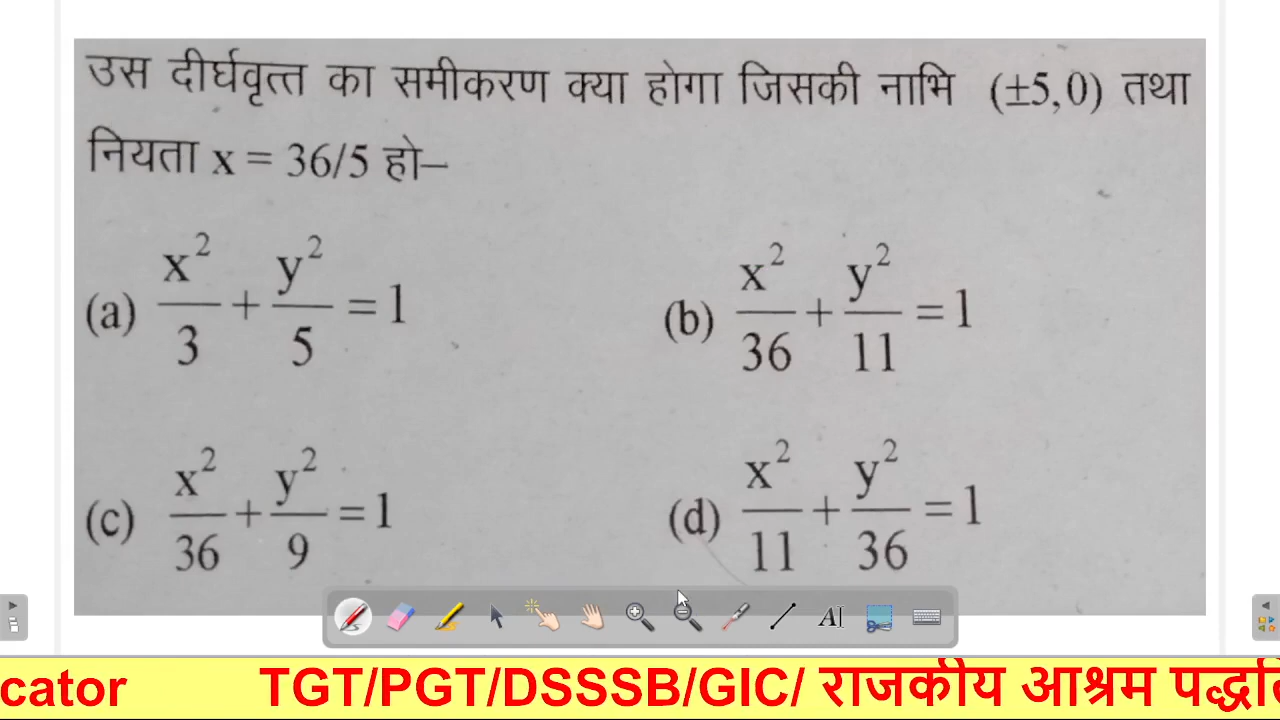 उस दीर्घवृत्त का समीकरण क्या होगा जिसकी नाभि (±5,0) तथा
नियता x = 36/5 हो–
(a) x²/3 + y²/5 = 1
(b) x²/36 + y²/11 = 1
(c) x²/36 + y²/9 = 1
(d) x²/11 + y²/36 = 1
cator TGT/PGT/DSSSB/GIC/ राजकीय आश्रम